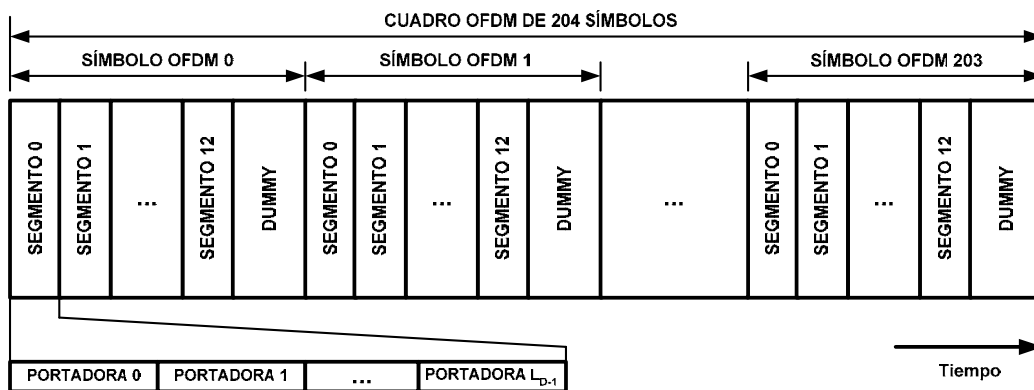 CUADRO OFDM DE 204 SÍMBOLOS
SÍMBOLO OFDM 0
SÍMBOLO OFDM 1
SÍMBOLO OFDM 203
SEGMENTO 0
SEGMENTO 1
...
SEGMENTO 12
DUMMY
SEGMENTO 0
SEGMENTO 1
...
SEGMENTO 12
DUMMY
...
SEGMENTO 0
SEGMENTO 1
...
SEGMENTO 12
DUMMY
PORTADORA 0
PORTADORA 1
...
PORTADORA L_D-1
Tiempo